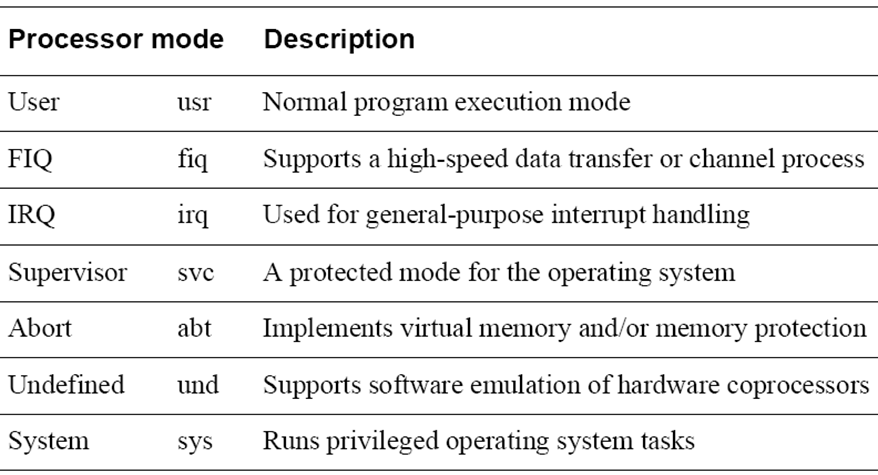 Processor mode Description
User usr Normal program execution mode
FIQ fiq Supports a high-speed data transfer or channel process
IRQ irq Used for general-purpose interrupt handling
Supervisor svc A protected mode for the operating system
Abort abt Implements virtual memory and/or memory protection
Undefined und Supports software emulation of hardware coprocessors
System sys Runs privileged operating system tasks